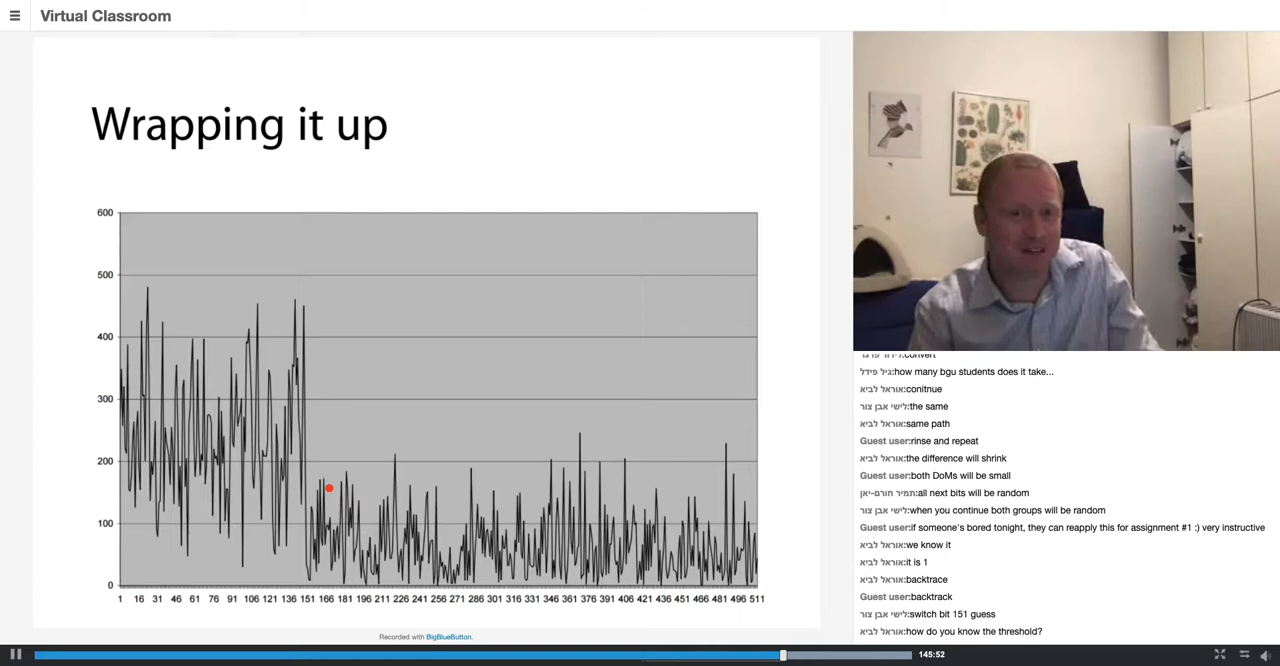 Virtual Classroom
Wrapping it up
600
500
400
300
200
100
0
1 16 31 46 61 76 91 106 121 136 151 166 181 196 211 226 241 256 271 286 301 316 331 346 361 376 391 406 421 436 451 466 481 496 511
Recorded with BigBlueButton.
convert
גיל פידל:how many bgu students does it take...
אוראל לביא:conitnue
לישי אבן צור:the same
אוראל לביא:same path
Guest user:rinse and repeat
אוראל לביא:the difference will shrink
Guest user:both DoMs will be small
תמיר חורם-יאן:all next bits will be random
לישי אבן צור:when you continue both groups will be random
Guest user:if someone's bored tonight, they can reapply this for assignment #1 :) very instructive
אוראל לביא:we know it
אוראל לביא:it is 1
אוראל לביא:backtrace
Guest user:backtrack
לישי אבן צור:switch bit 151 guess
אוראל לביא:how do you know the threshold?
145:52